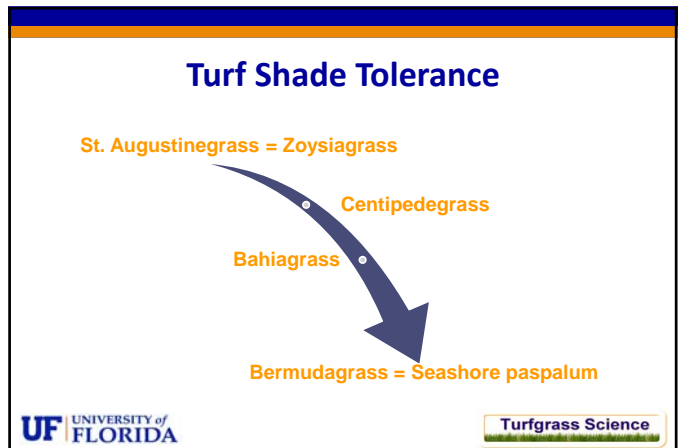 Turf Shade Tolerance
St. Augustinegrass = Zoysiagrass
Centipedegrass
Bahiagrass
Bermudagrass = Seashore paspalum
UF UNIVERSITY of
FLORIDA
Turfgrass Science